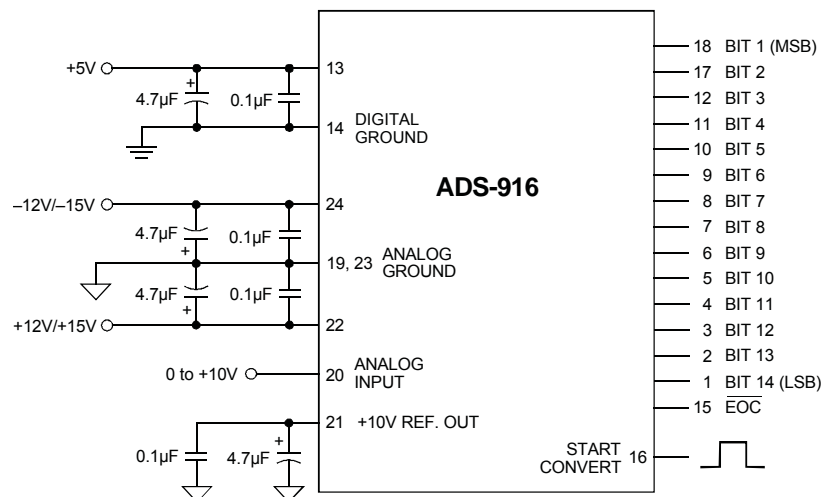 +5V
+
4.7µF
0.1µF
13
14 DIGITAL
GROUND
–12V/–15V
24
4.7µF
+
0.1µF
19, 23 ANALOG
GROUND
4.7µF
+
0.1µF
+12V/+15V
22
0 to +10V
20 ANALOG
INPUT
21 +10V REF. OUT
0.1µF
+
4.7µF
ADS-916
18 BIT 1 (MSB)
17 BIT 2
12 BIT 3
11 BIT 4
10 BIT 5
9 BIT 6
8 BIT 7
7 BIT 8
6 BIT 9
5 BIT 10
4 BIT 11
3 BIT 12
2 BIT 13
1 BIT 14 (LSB)
15 EOC
START
CONVERT 16